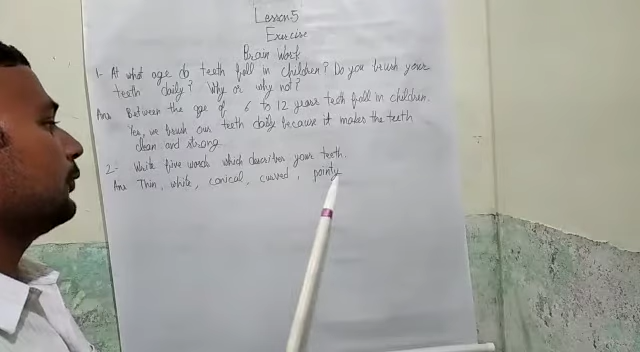 Lesson 5
Exercise
Brain Work
1- At what age do teeth fall in children? Do you brush your
teeth daily? Why or why not?
Ans Between the age of 6 to 12 years teeth fall in children.
Yes, we brush our teeth daily because it makes the teeth
clean and strong.
2- Write five words which describes your teeth.
Ans Thin, white, conical, curved, pointy